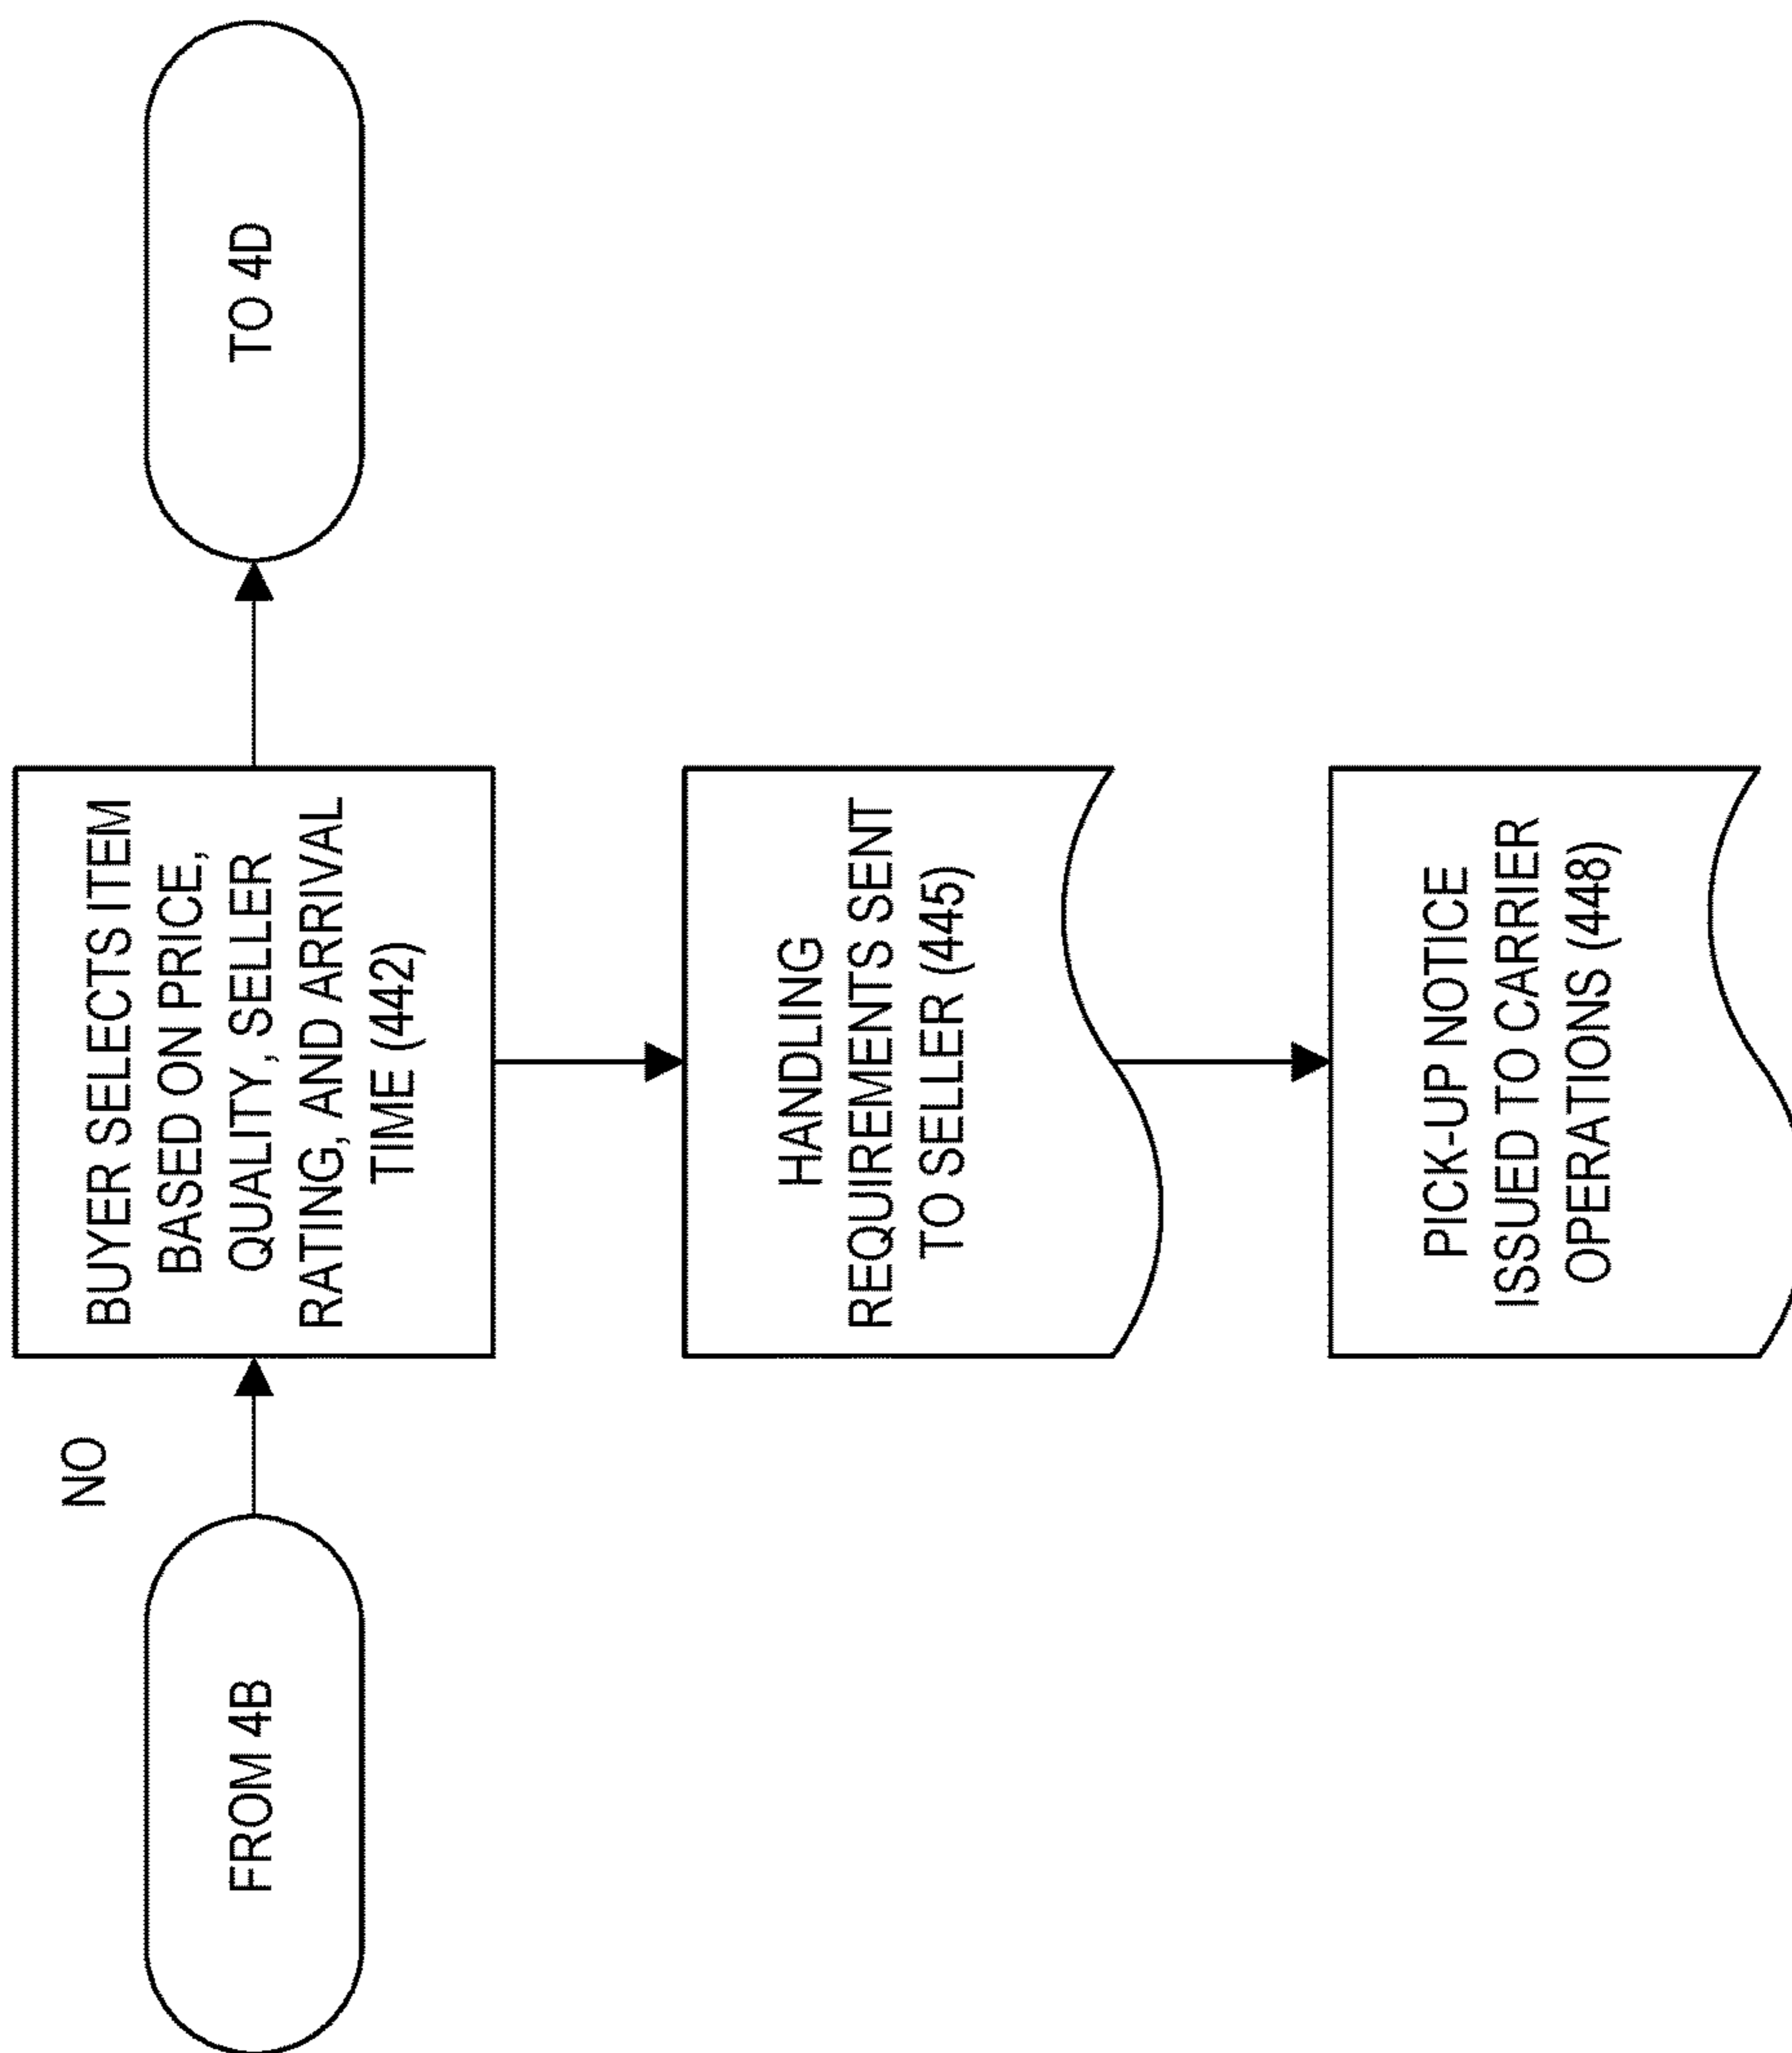 FROM 4B
NO
BUYER SELECTS ITEM
BASED ON PRICE,
QUALITY, SELLER
RATING, AND ARRIVAL
TIME (442)
TO 4D
HANDLING
REQUIREMENTS SENT
TO SELLER (445)
PICK-UP NOTICE
ISSUED TO CARRIER
OPERATIONS (448)